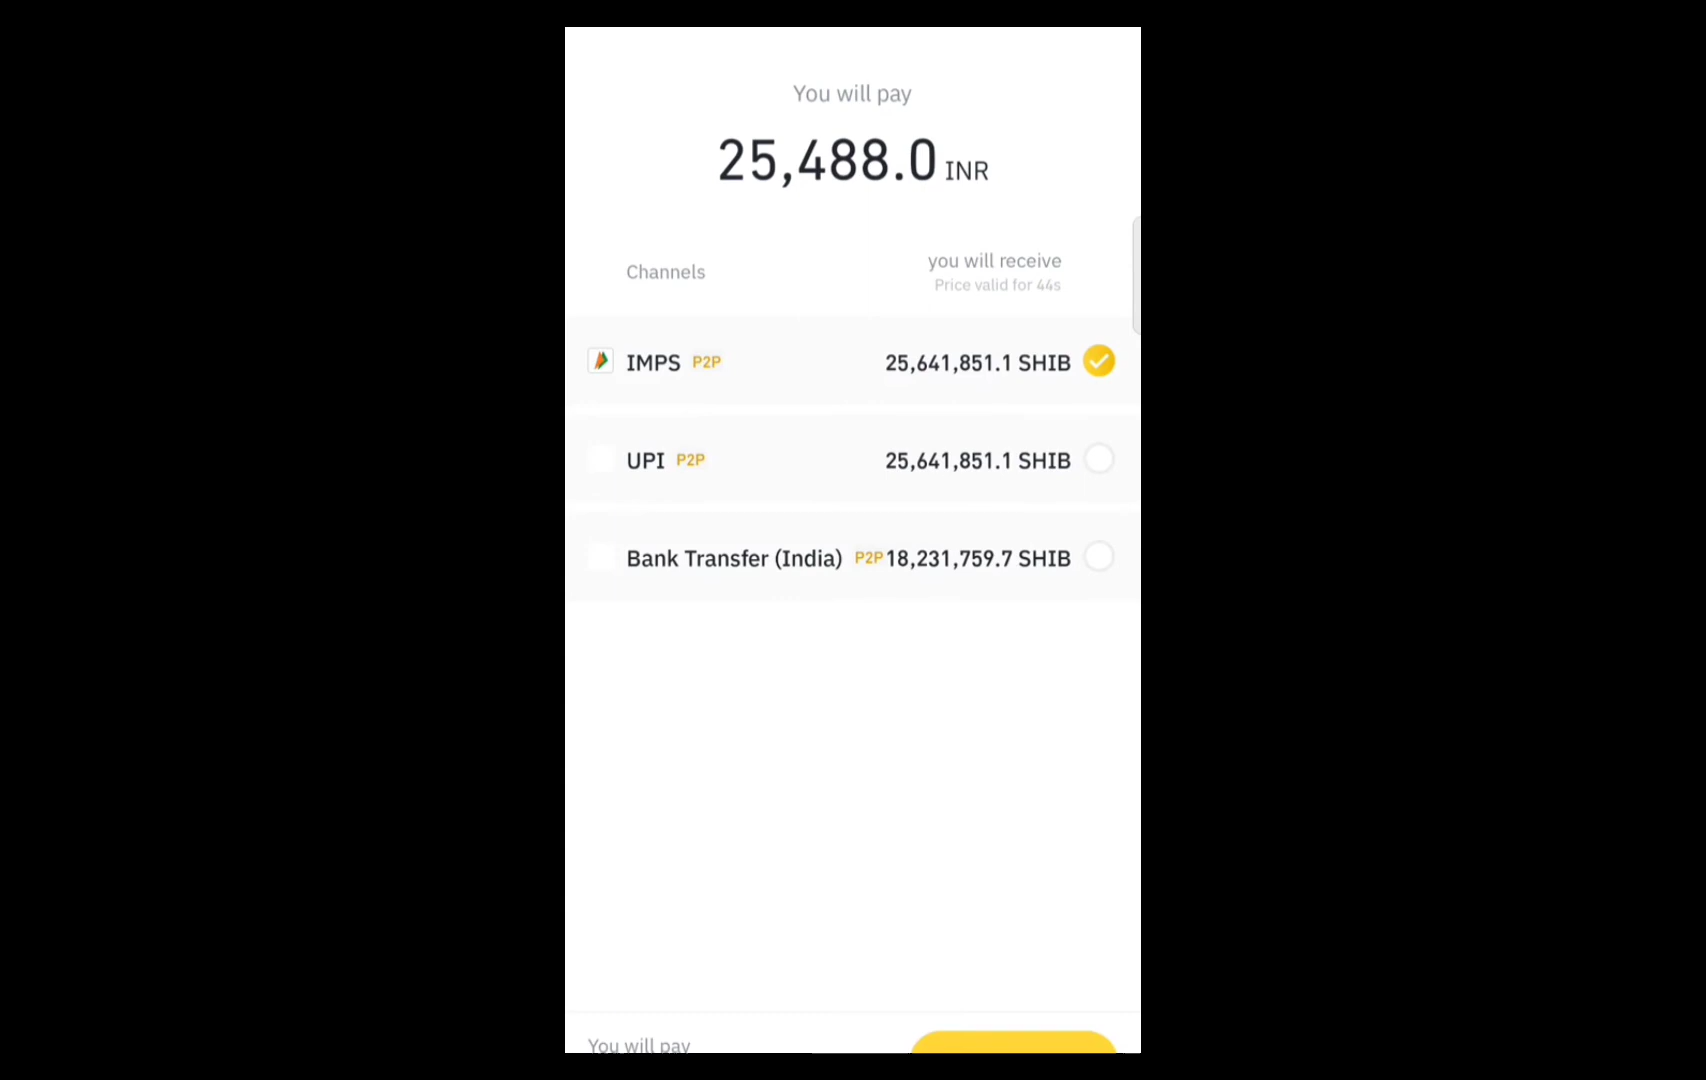 You will pay
25,488.0 INR
Channels
you will receive
Price valid for 44s
IMPS P2P 25,641,851.1 SHIB
UPI P2P 25,641,851.1 SHIB
Bank Transfer (India) P2P 18,231,759.7 SHIB
You will pay